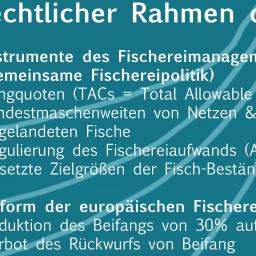 echtlicher Rahmen d
strumente des Fischereimanagem
emeinsame Fischereipolitik)
ngquoten (TACs = Total Allowable
ndestmaschenweiten von Netzen &
gelandeten Fische
gulierung des Fischereiaufwands (A
setzte Zielgrößen der Fisch-Bestän
form der europäischen Fischere
duktion des Beifangs von 30% auf
rbot des Rückwurfs von Beifang